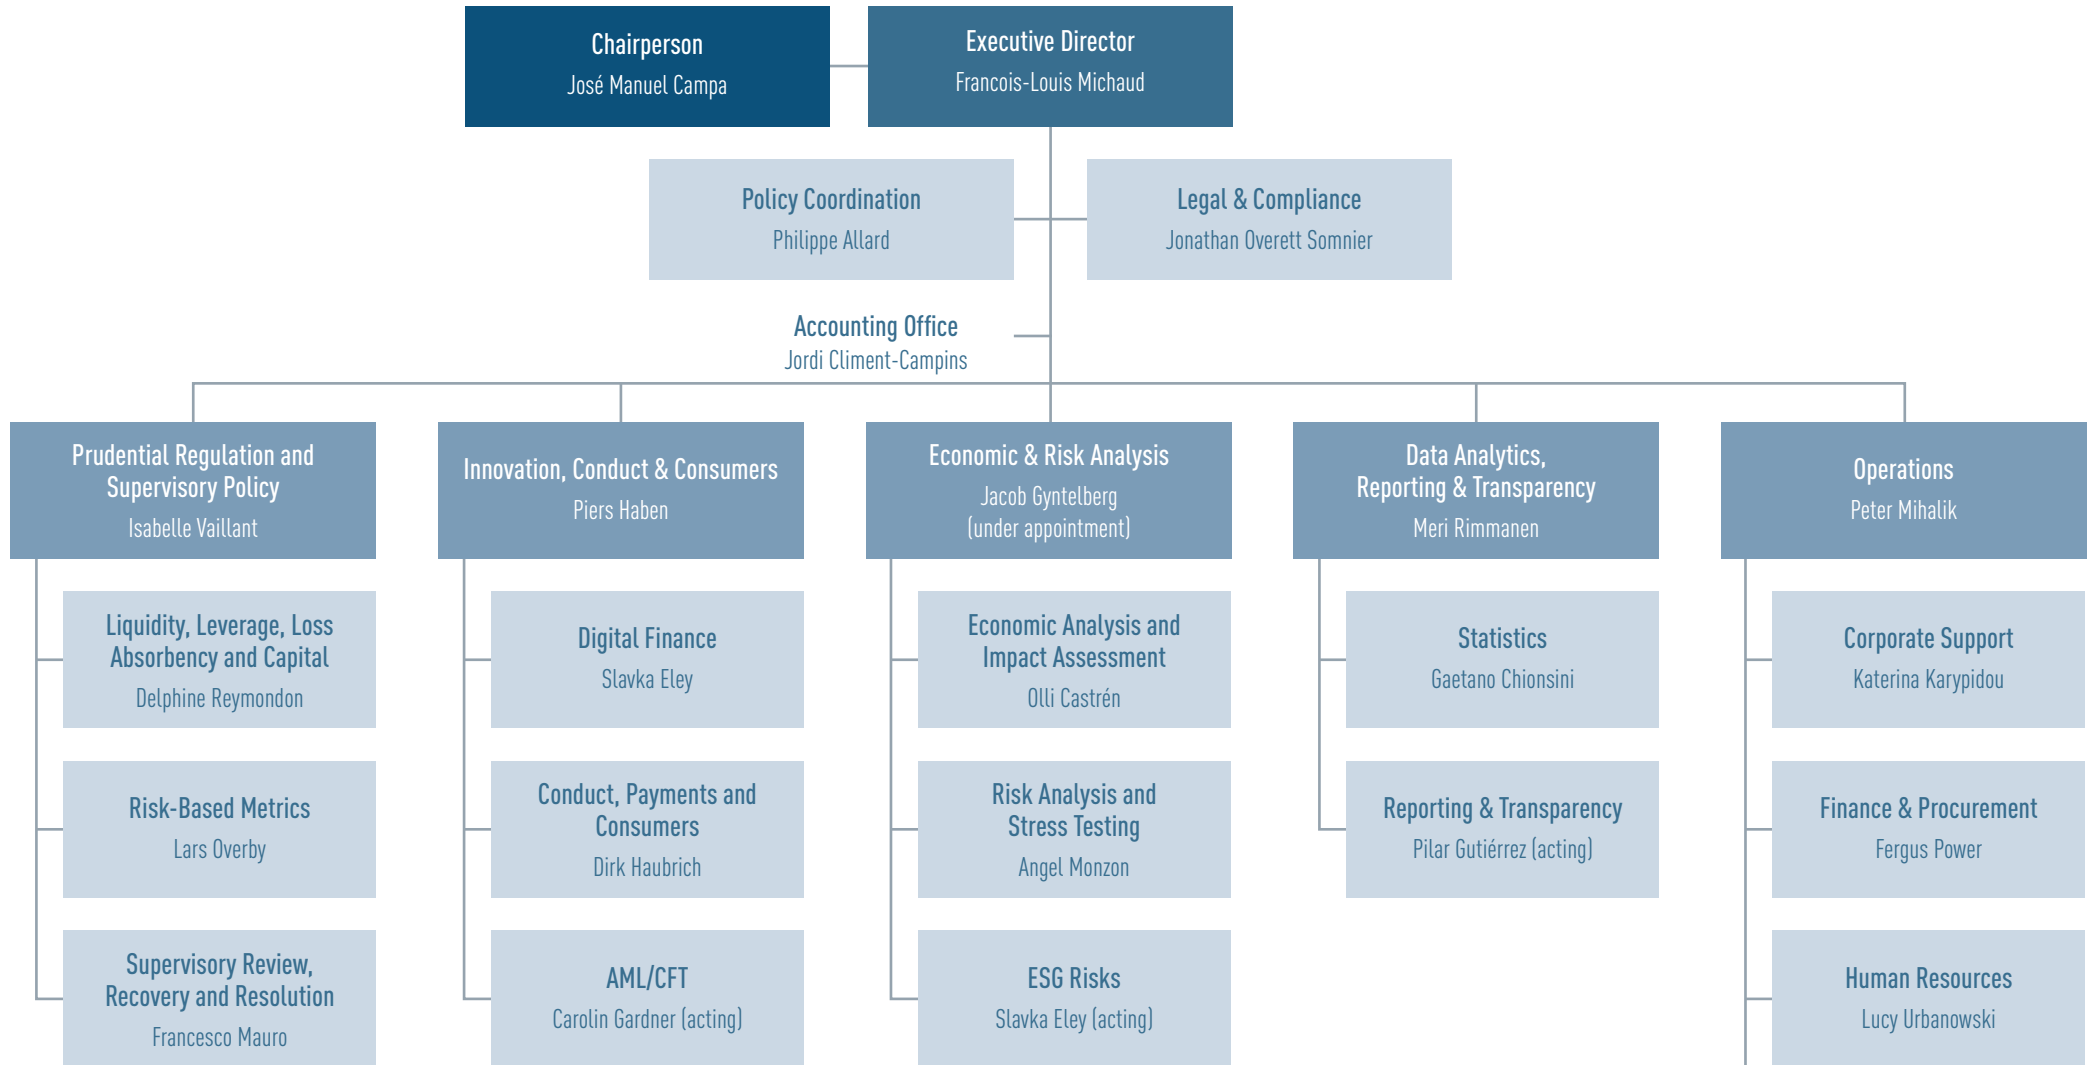 Chairperson
José Manuel Campa
Executive Director
Francois-Louis Michaud
Policy Coordination
Philippe Allard
Legal & Compliance
Jonathan Overett Somnier
Accounting Office
Jordi Climent-Campins
Prudential Regulation and
Supervisory Policy
Isabelle Vaillant
Innovation, Conduct & Consumers
Piers Haben
Economic & Risk Analysis
Jacob Gyntelberg
(under appointment)
Data Analytics,
Reporting & Transparency
Meri Rimmanen
Operations
Peter Mihalik
Liquidity, Leverage, Loss
Absorbency and Capital
Delphine Reymondon
Digital Finance
Slavka Eley
Economic Analysis and
Impact Assessment
Olli Castrén
Statistics
Gaetano Chionsini
Corporate Support
Katerina Karypidou
Risk-Based Metrics
Lars Overby
Conduct, Payments and
Consumers
Dirk Haubrich
Risk Analysis and
Stress Testing
Angel Monzon
Reporting & Transparency
Pilar Gutiérrez (acting)
Finance & Procurement
Fergus Power
Supervisory Review,
Recovery and Resolution
Francesco Mauro
AML/CFT
Carolin Gardner (acting)
ESG Risks
Slavka Eley (acting)
Human Resources
Lucy Urbanowski